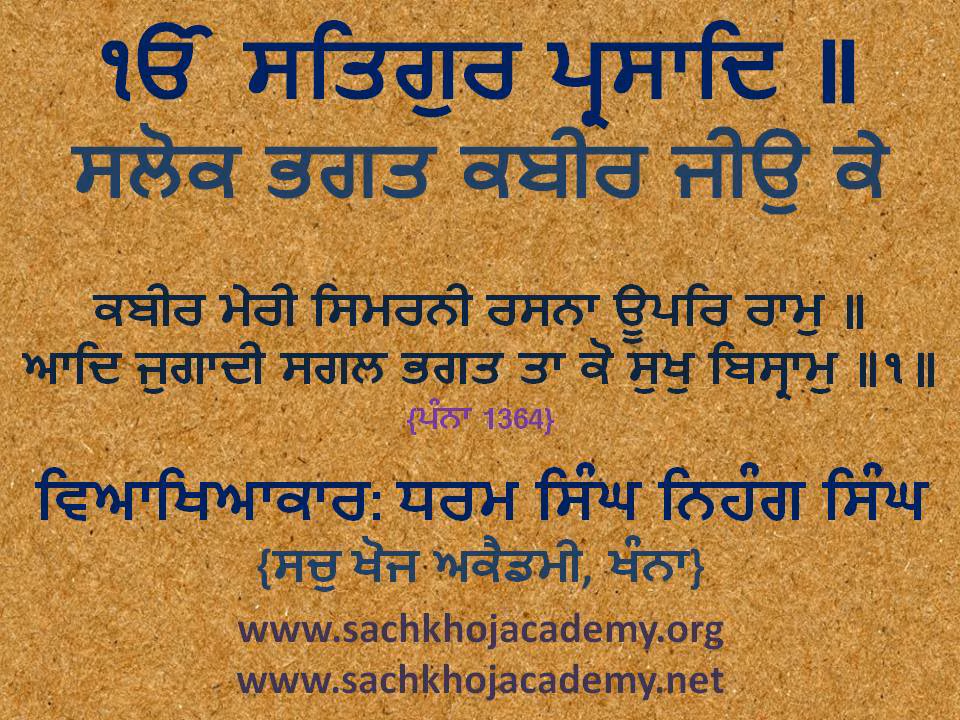 ੴ ਸਤਿਗੁਰ ਪ੍ਰਸਾਦਿ ॥
ਸਲੋਕ ਭਗਤ ਕਬੀਰ ਜੀਉ ਕੇ
ਕਬੀਰ ਮੇਰੀ ਸਿਮਰਨੀ ਰਸਨਾ ਊਪਰਿ ਰਾਮੁ ॥
ਆਦਿ ਜੁਗਾਦੀ ਸਗਲ ਭਗਤ ਤਾ ਕੋ ਸੁਖੁ ਬਿਸ੍ਰਾਮੁ ॥੧॥
{ਪੰਨਾ 1364}
ਵਿਆਖਿਆਕਾਰ: ਧਰਮ ਸਿੰਘ ਨਿਹੰਗ ਸਿੰਘ
{ਸਚੁ ਖੋਜ ਅਕੈਡਮੀ, ਖੰਨਾ}
www.sachkhojacademy.org
www.sachkhojacademy.net